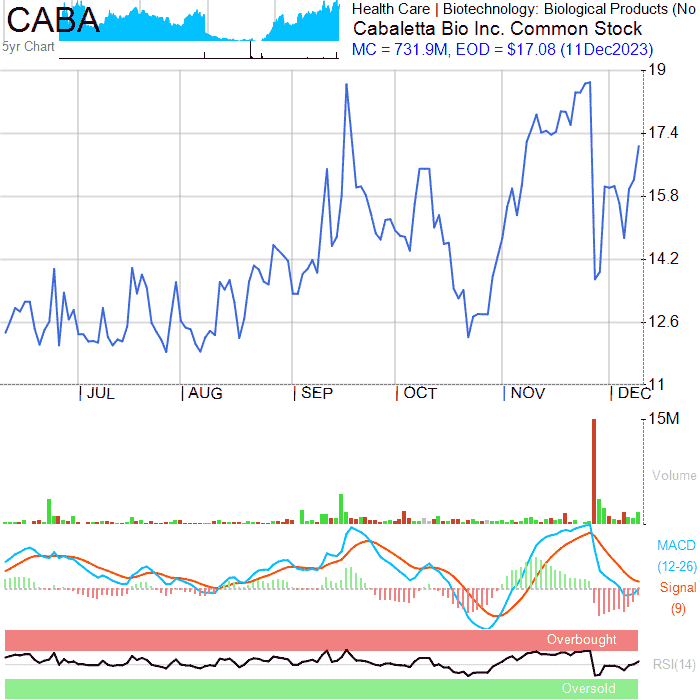 CABA
5yr Chart
Health Care | Biotechnology: Biological Products (No
Cabaletta Bio Inc. Common Stock
MC = 731.9M, EOD = $17.08 (11Dec2023)
19
17.4
15.8
14.2
12.6
11
| JUL | AUG | SEP | OCT | NOV | DEC
15M
Volume
MACD
(12-26)
Signal
(9)
Overbought
RSI(14)
Oversold